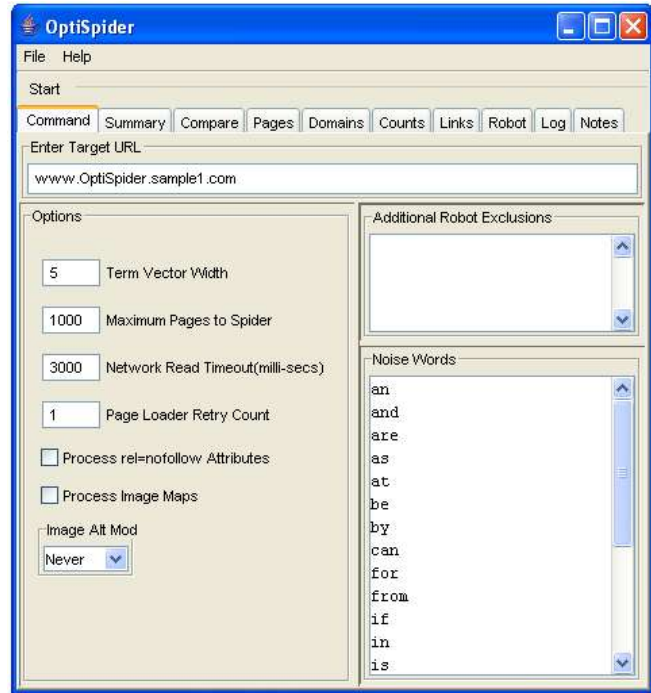 OptiSpider
File Help
Start
Command Summary Compare Pages Domains Counts Links Robot Log Notes
Enter Target URL
www.OptiSpider.sample1.com
Options
5 Term Vector Width
1000 Maximum Pages to Spider
3000 Network Read Timeout(milli-secs)
1 Page Loader Retry Count
Process rel=nofollow Attributes
Process Image Maps
Image Alt Mod
Never
Additional Robot Exclusions
Noise Words
an
and
are
as
at
be
by
can
for
from
if
in
is